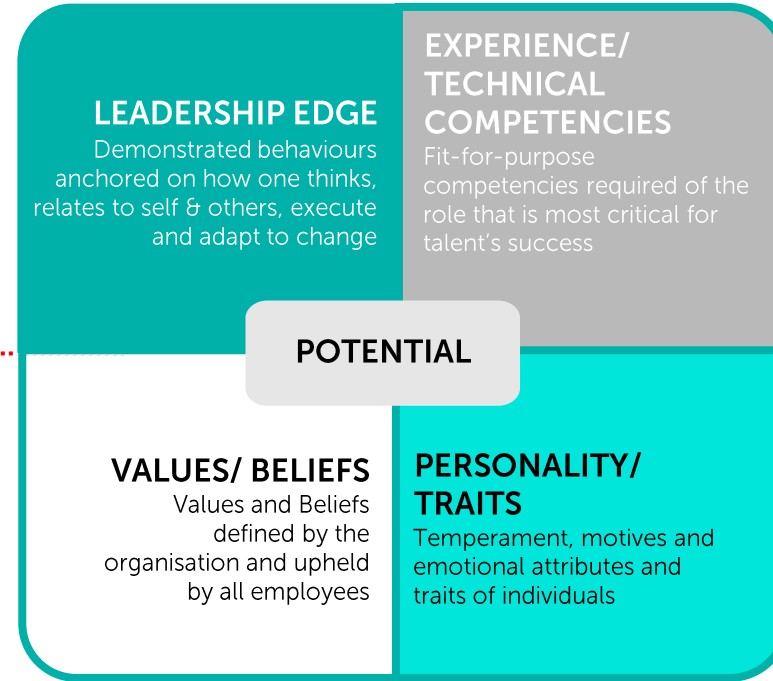 LEADERSHIP EDGE
Demonstrated behaviours
anchored on how one thinks,
relates to self & others, execute
and adapt to change
EXPERIENCE/
TECHNICAL
COMPETENCIES
Fit-for-purpose
competencies required of the
role that is most critical for
talent's success
POTENTIAL
VALUES/ BELIEFS
Values and Beliefs
defined by the
organisation and upheld
by all employees
PERSONALITY/
TRAITS
Temperament, motives and
emotional attributes and
traits of individuals